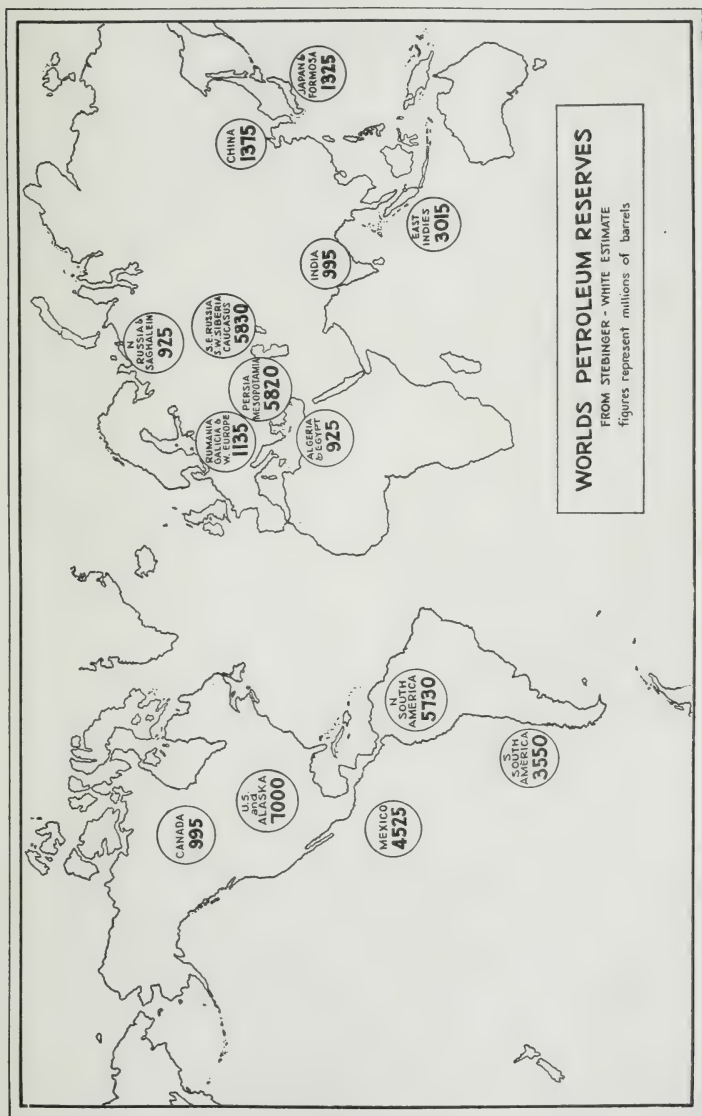 CANADA
995
U.S.
and
ALASKA
7000
MEXICO
4525
N
SOUTH
AMERICA
5730
S
SOUTH
AMERICA
3550
RUMANIA
GALICIA &
W. EUROPE
1135
ALGERIA
& EGYPT
925
PERSIA
MESOPOTAMIA
5820
N
RUSSIA &
SAGHALEIN
925
S.E. RUSSIA
S.W. SIBERIA
CAUCASUS
5830
INDIA
995
EAST
INDIES
3015
CHINA
1375
JAPAN &
FORMOSA
1325
WORLDS PETROLEUM RESERVES
FROM STEBINGER - WHITE ESTIMATE
figures represent millions of barrels